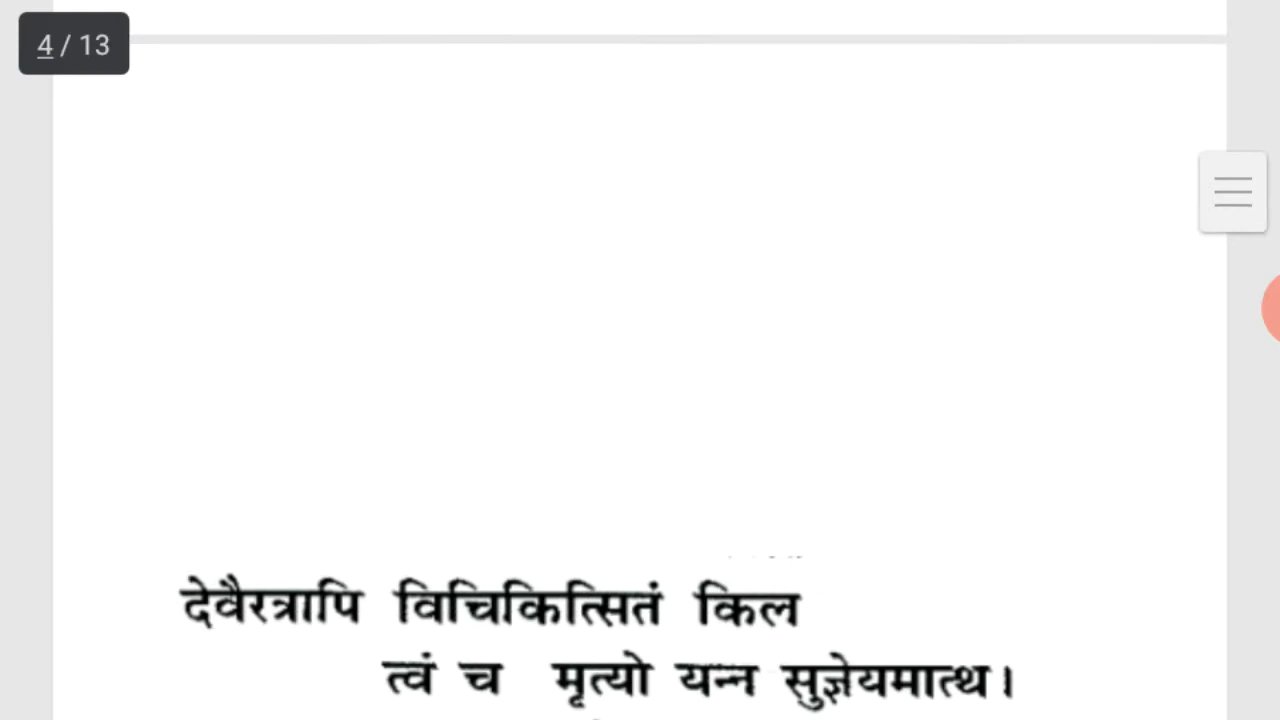 4 / 13
देवैरत्रापि विचिकित्सितं किल
त्वं च मृत्यो यन्न सुज्ञेयमात्थ।